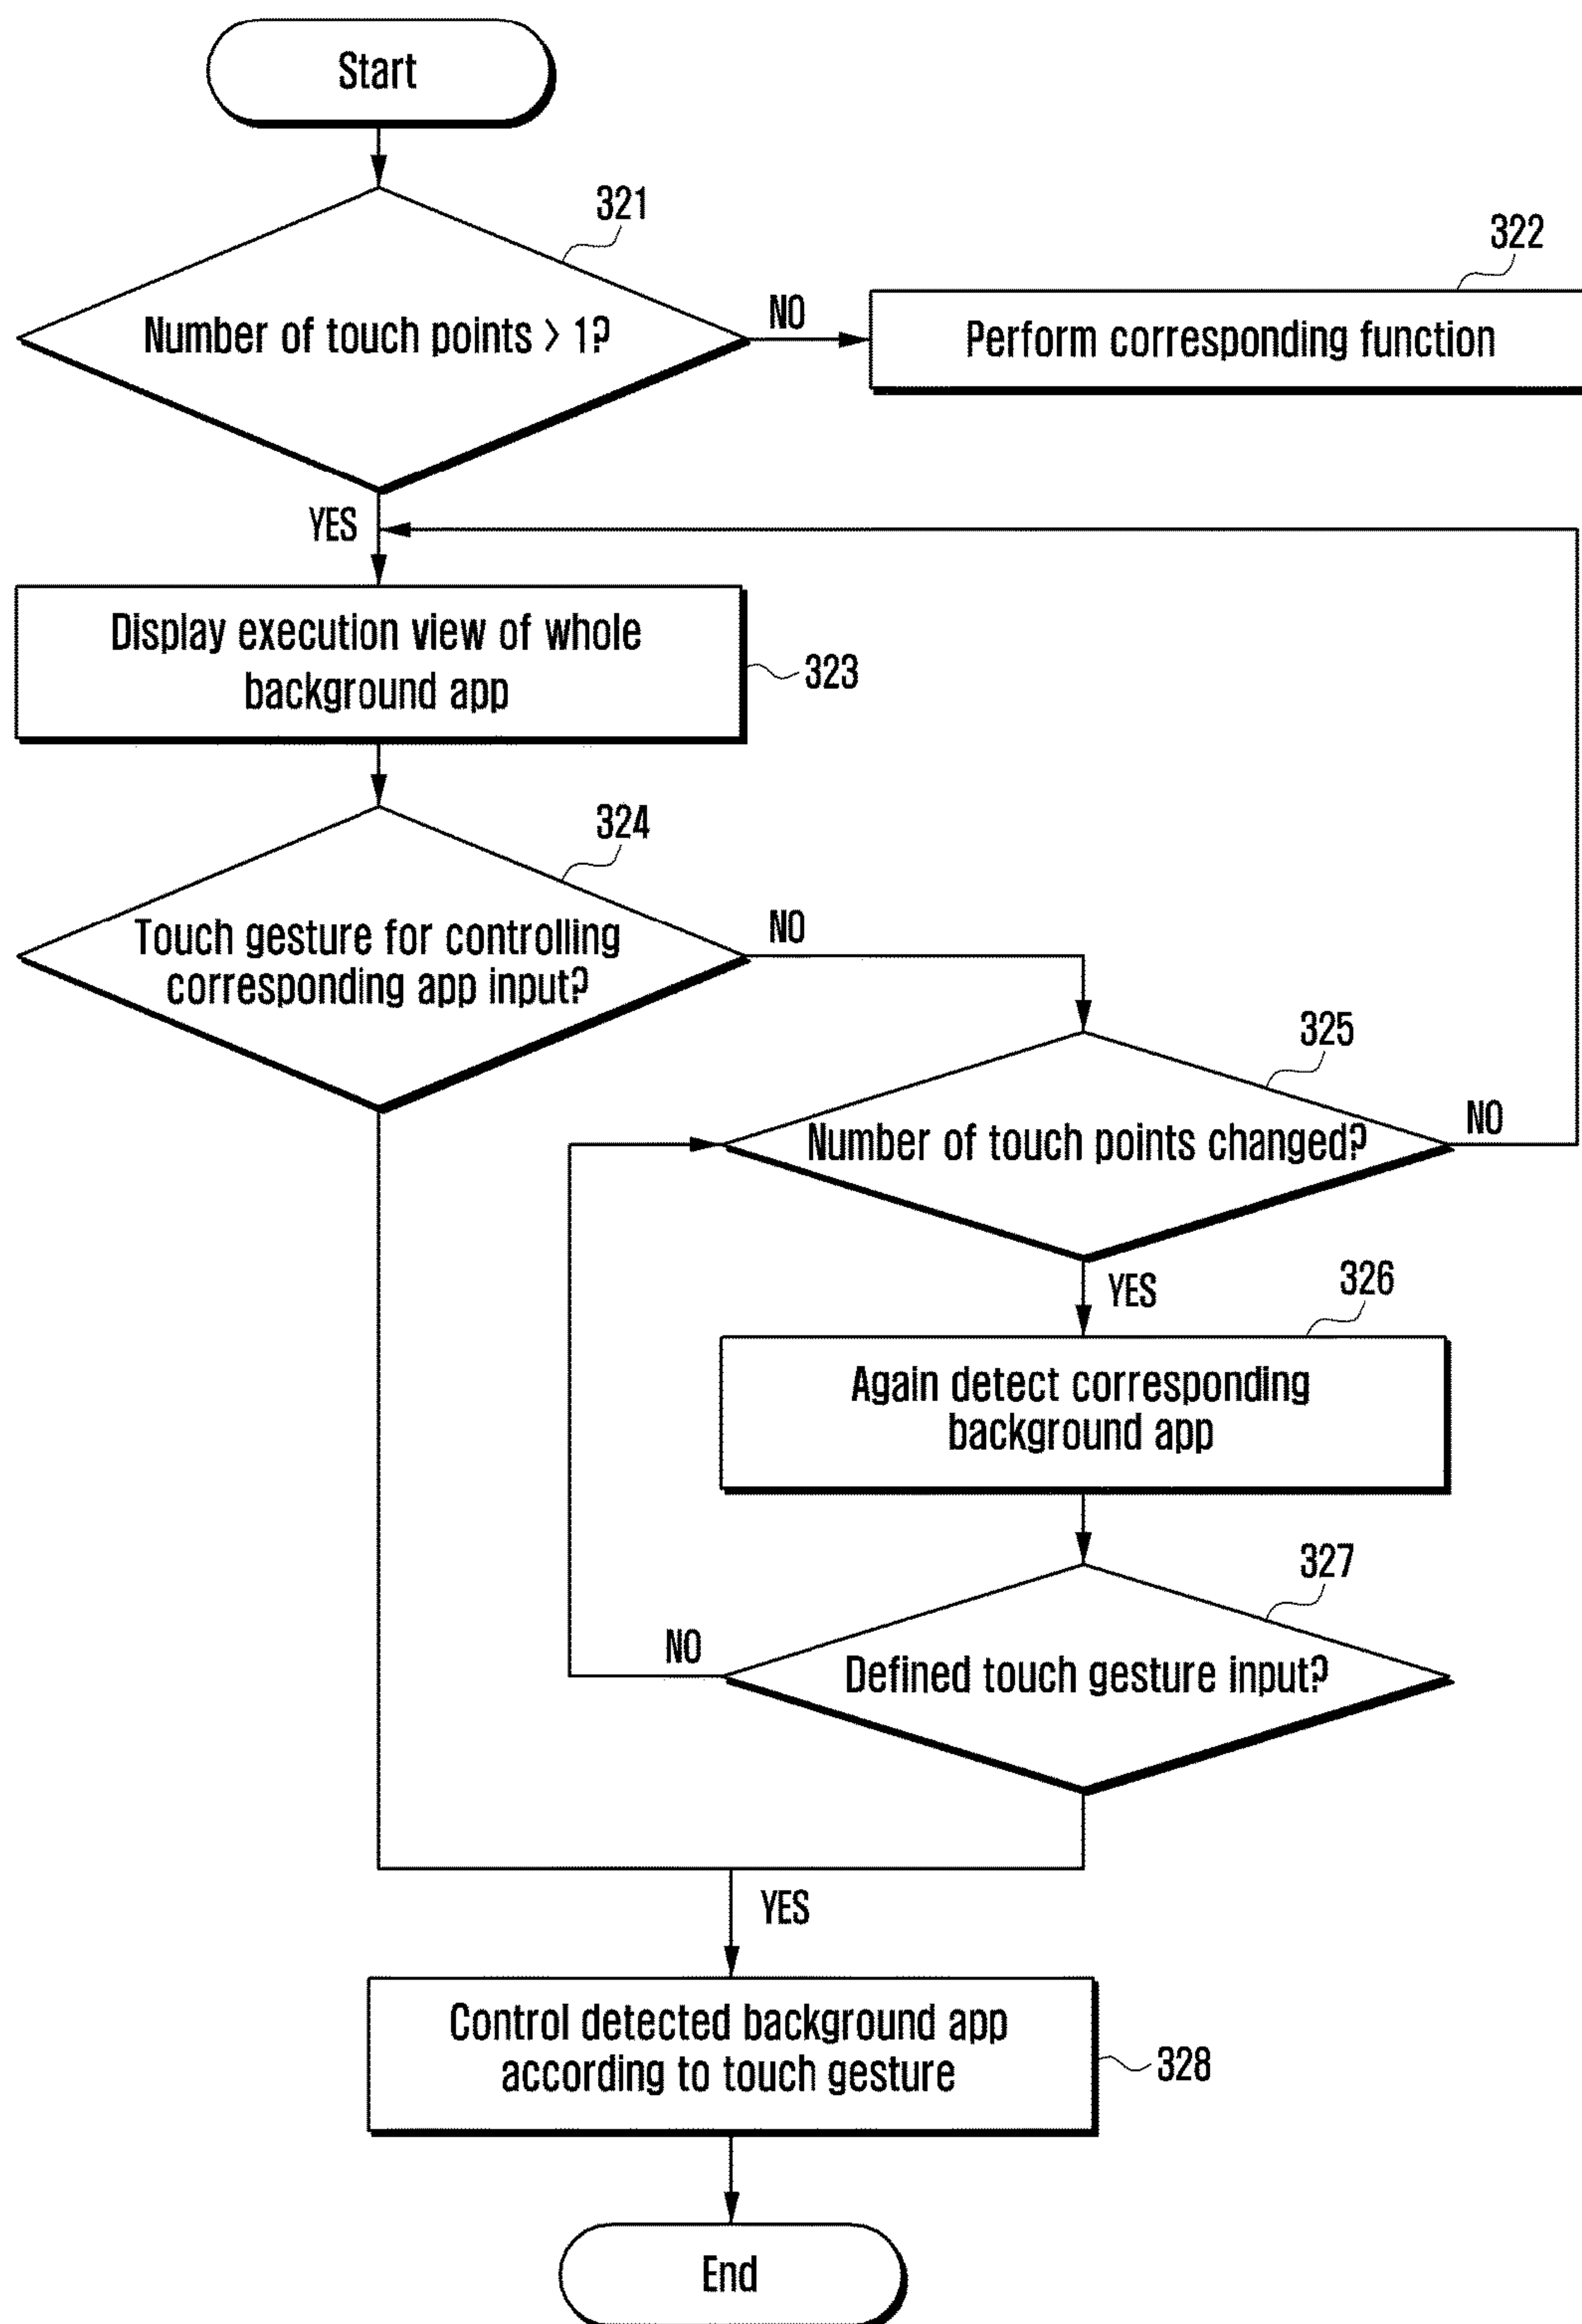 Start
321
Number of touch points > 1?
NO
322
Perform corresponding function
YES
Display execution view of whole
background app
323
324
Touch gesture for controlling
corresponding app input?
NO
325
Number of touch points changed?
NO
YES
326
Again detect corresponding
background app
327
Defined touch gesture input?
NO
YES
Control detected background app
according to touch gesture
328
End